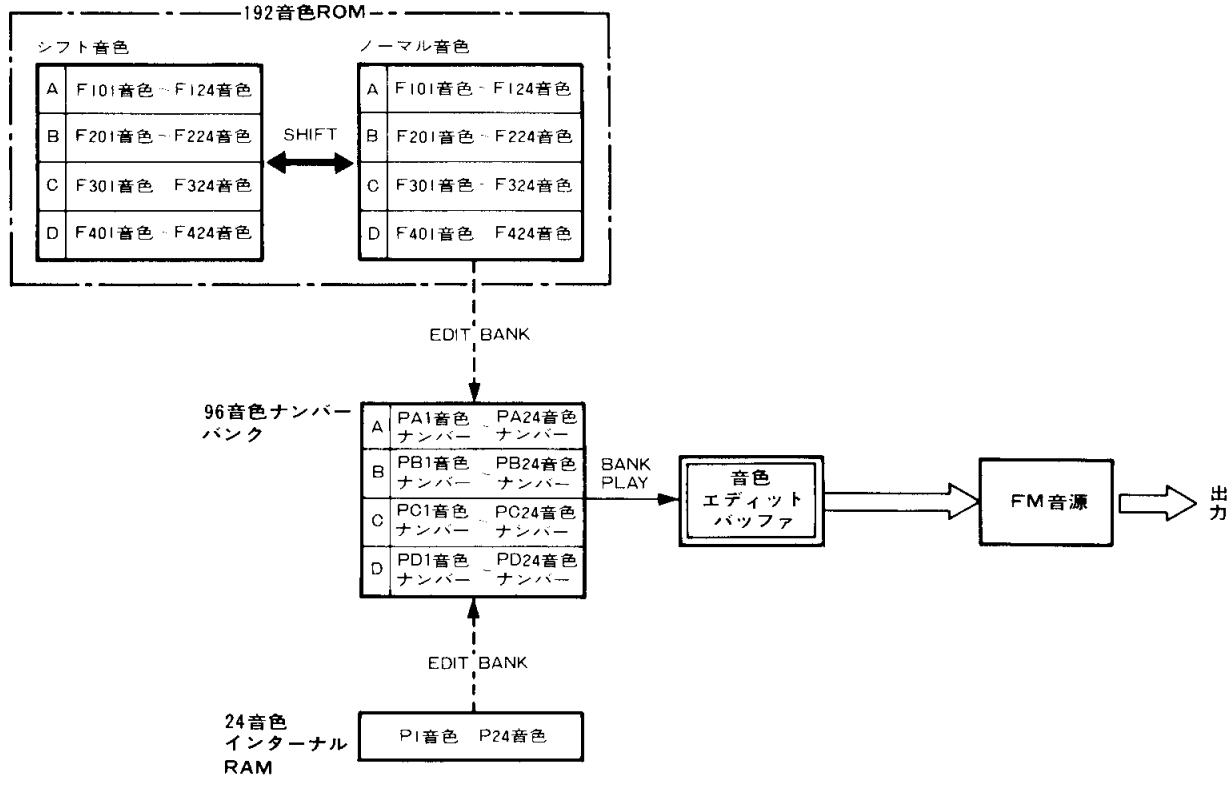 192音色ROM
シフト音色
A F101音色~F124音色
B F201音色~F224音色
C F301音色 F324音色
D F401音色~F424音色
SHIFT
ノーマル音色
A F101音色~F124音色
B F201音色~F224音色
C F301音色~F324音色
D F401音色 F424音色
EDIT BANK
96音色ナンバー
バンク
A PA1音色 ~ PA24音色
ナンバー ナンバー
B PB1音色 ~ PB24音色
ナンバー ナンバー
C PC1音色 ~ PC24音色
ナンバー ナンバー
D PD1音色 ~ PD24音色
ナンバー ナンバー
BANK
PLAY
音色
エディット
バッファ
FM音源
出力
EDIT BANK
24音色
インターナル
RAM
P1音色 P24音色